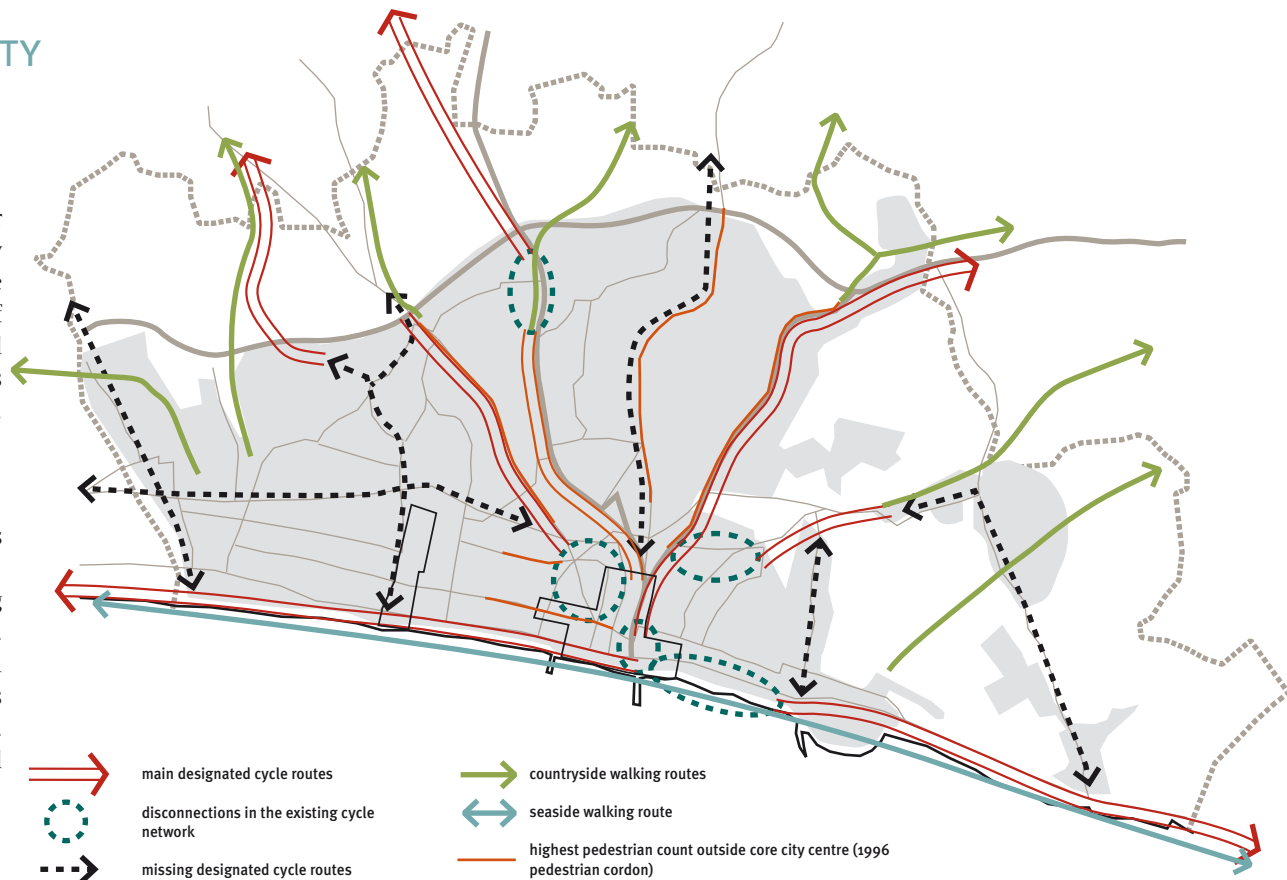 TY
main designated cycle routes
disconnections in the existing cycle
network
missing designated cycle routes
countryside walking routes
seaside walking route
highest pedestrian count outside core city centre (1996
pedestrian cordon)